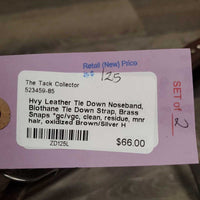 Retail (New) Price
$ 125
The Tack Collector
523459-85
Hvy Leather Tie Down Noseband,
Biothane Tie Down Strap, Brass
Snaps *gc/vgc, clean, residue, mnr
hair, oxidized Brown/Silver H
ZD125L
$66.00
SET of 2